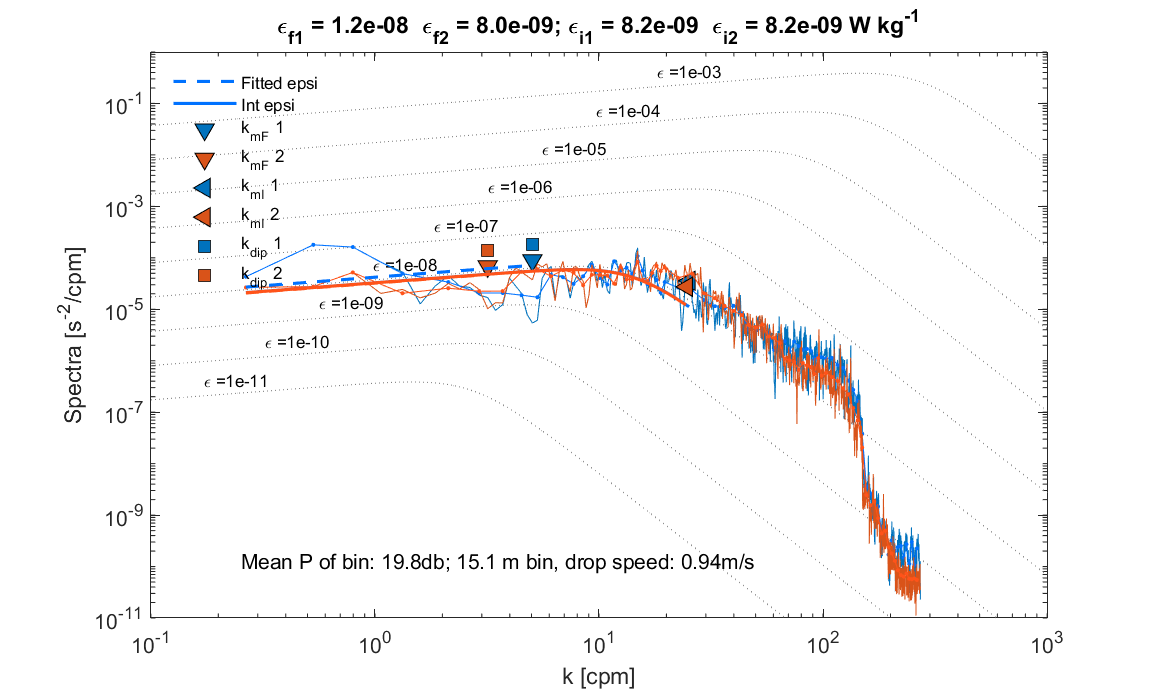 ϵf1 = 1.2e-08 ϵf2 = 8.0e-09; ϵi1 = 8.2e-09 ϵi2 = 8.2e-09 W kg-1
Fitted epsi
Int epsi
kmF 1
kmF 2
kmI 1
kmI 2
kdip 1
kdip 2
ϵ =1e-03
ϵ =1e-04
ϵ =1e-05
ϵ =1e-06
ϵ =1e-07
ϵ =1e-08
ϵ =1e-09
ϵ =1e-10
ϵ =1e-11
Mean P of bin: 19.8db; 15.1 m bin, drop speed: 0.94m/s
Spectra [s-2/cpm]
10-1
10-3
10-5
10-7
10-9
10-11
10-1
100
101
102
103
k [cpm]